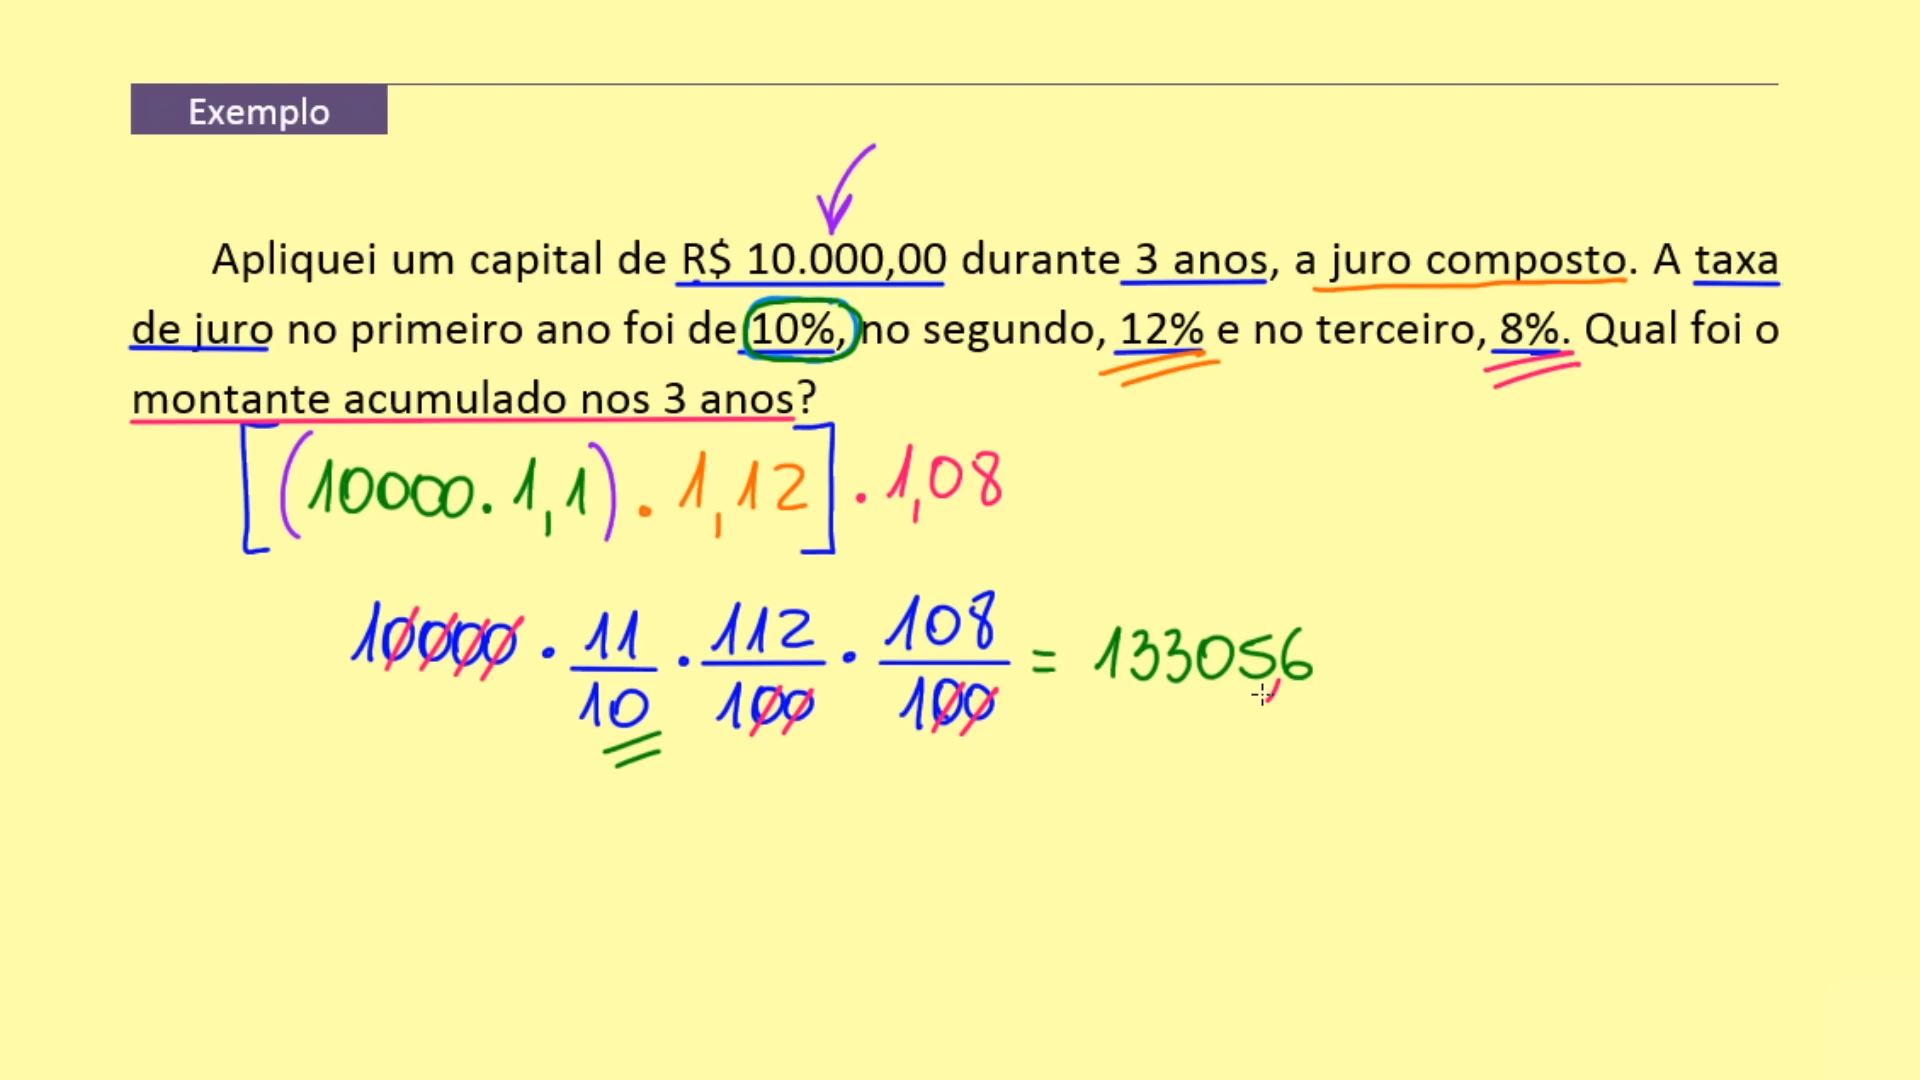 Exemplo
Apliquei um capital de R$ 10.000,00 durante 3 anos, a juro composto. A taxa
de juro no primeiro ano foi de 10%, no segundo, 12% e no terceiro, 8%. Qual foi o
montante acumulado nos 3 anos?
[(10000 . 1,1) . 1,12] . 1,08
10000 . 11/10 . 112/100 . 108/100 = 13305,6